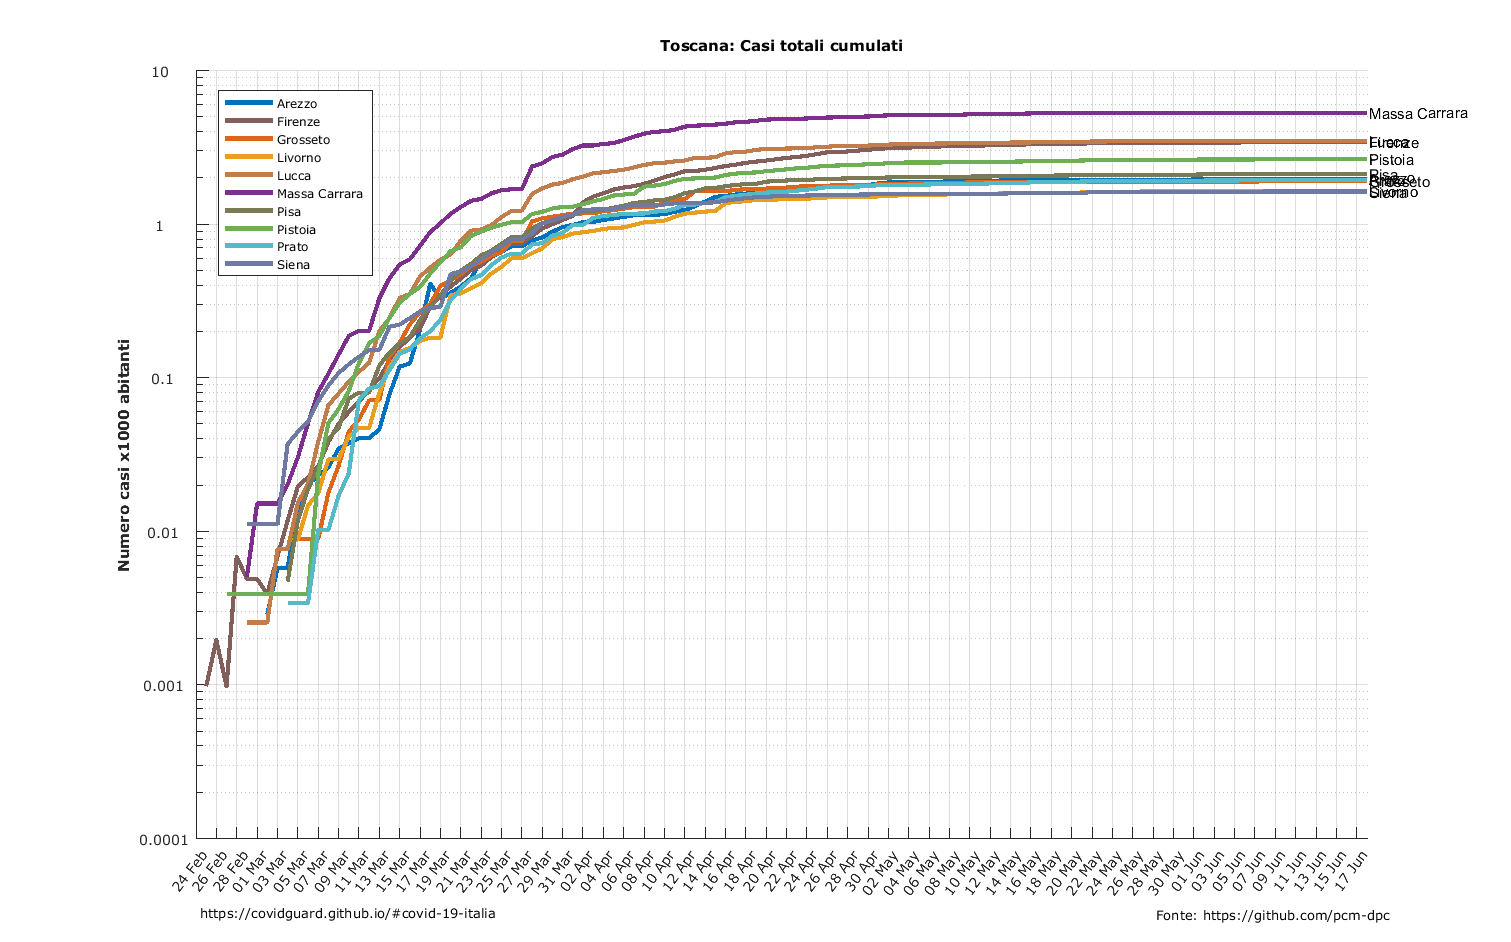 Toscana: Casi totali cumulati
Numero casi x1000 abitanti
10
1
0.1
0.01
0.001
0.0001
Arezzo
Firenze
Grosseto
Livorno
Lucca
Massa Carrara
Pisa
Pistoia
Prato
Siena
Massa Carrara
Lucca
Firenze
Pistoia
Pisa
Arezzo
Grosseto
Livorno
Siena
24 Feb
26 Feb
28 Feb
01 Mar
03 Mar
05 Mar
07 Mar
09 Mar
11 Mar
13 Mar
15 Mar
17 Mar
19 Mar
21 Mar
23 Mar
25 Mar
27 Mar
29 Mar
31 Mar
02 Apr
04 Apr
06 Apr
08 Apr
10 Apr
12 Apr
14 Apr
16 Apr
18 Apr
20 Apr
22 Apr
24 Apr
26 Apr
28 Apr
30 Apr
02 May
04 May
06 May
08 May
10 May
12 May
14 May
16 May
18 May
20 May
22 May
24 May
26 May
28 May
30 May
01 Jun
03 Jun
05 Jun
07 Jun
09 Jun
11 Jun
13 Jun
15 Jun
17 Jun
https://covidguard.github.io/#covid-19-italia
Fonte: https://github.com/pcm-dpc